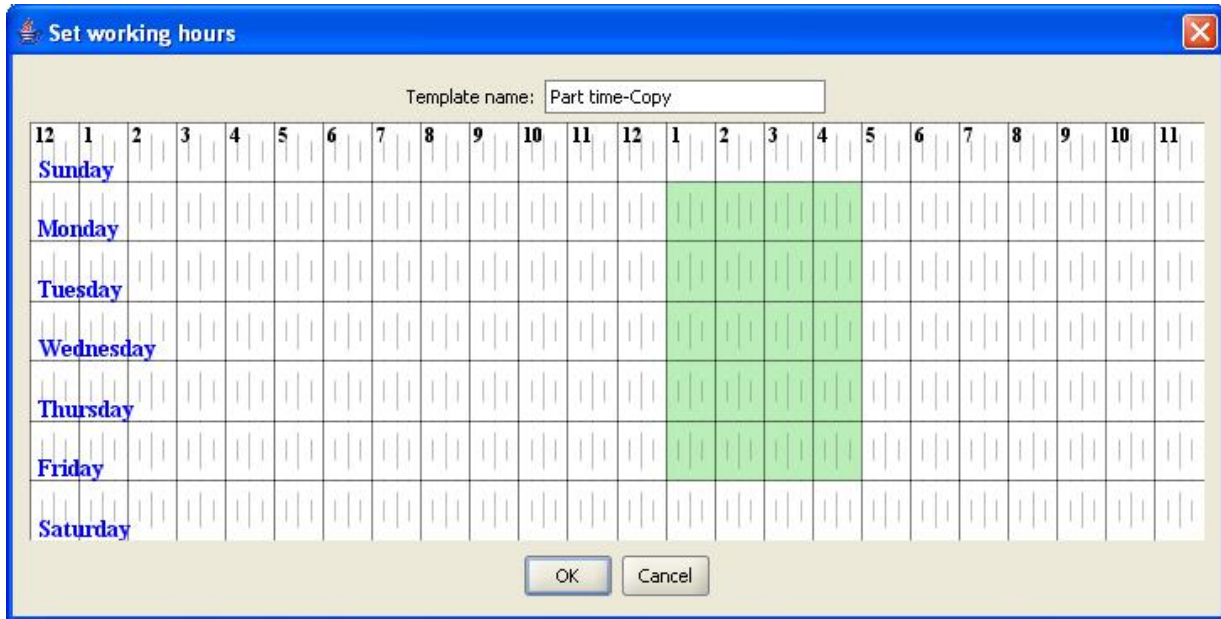 Set working hours
Template name: Part time-Copy
12 1 2 3 4 5 6 7 8 9 10 11 12 1 2 3 4 5 6 7 8 9 10 11
Sunday
Monday
Tuesday
Wednesday
Thursday
Friday
Saturday
OK Cancel